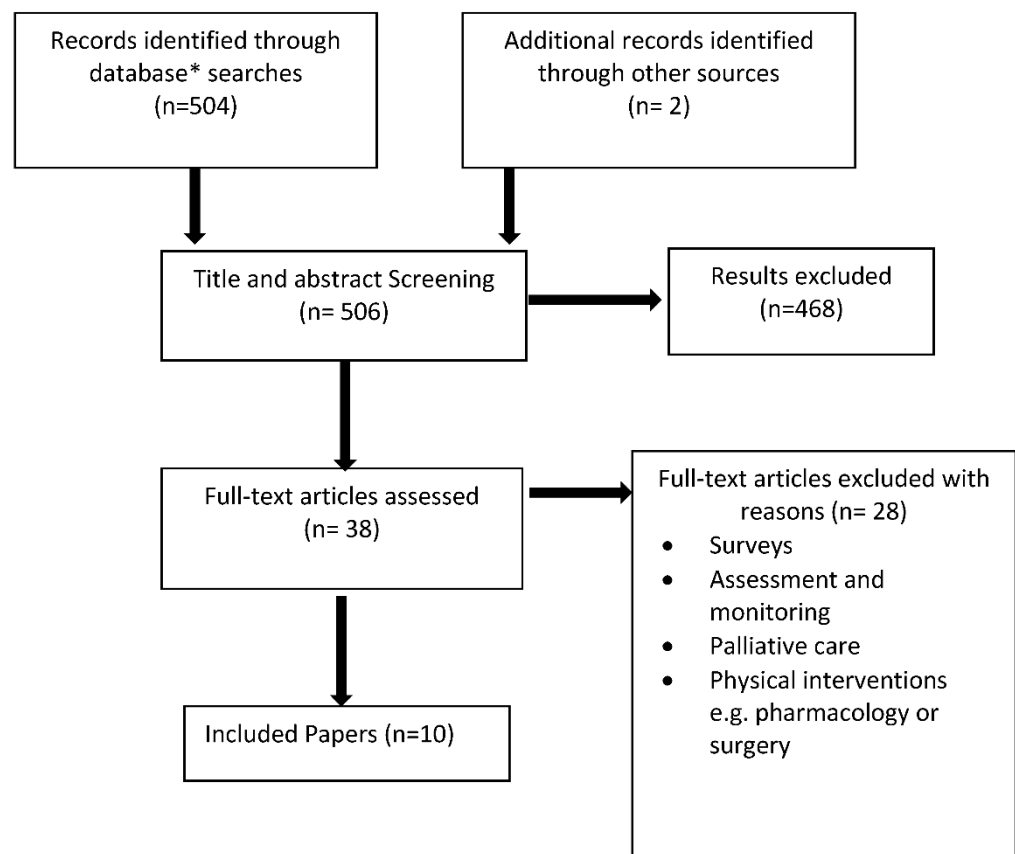 Records identified through
database* searches
(n=504)
Additional records identified
through other sources
(n= 2)
Title and abstract Screening
(n= 506)
Results excluded
(n=468)
Full-text articles assessed
(n= 38)
Full-text articles excluded with
reasons (n= 28)
• Surveys
• Assessment and
monitoring
• Palliative care
• Physical interventions
e.g. pharmacology or
surgery
Included Papers (n=10)